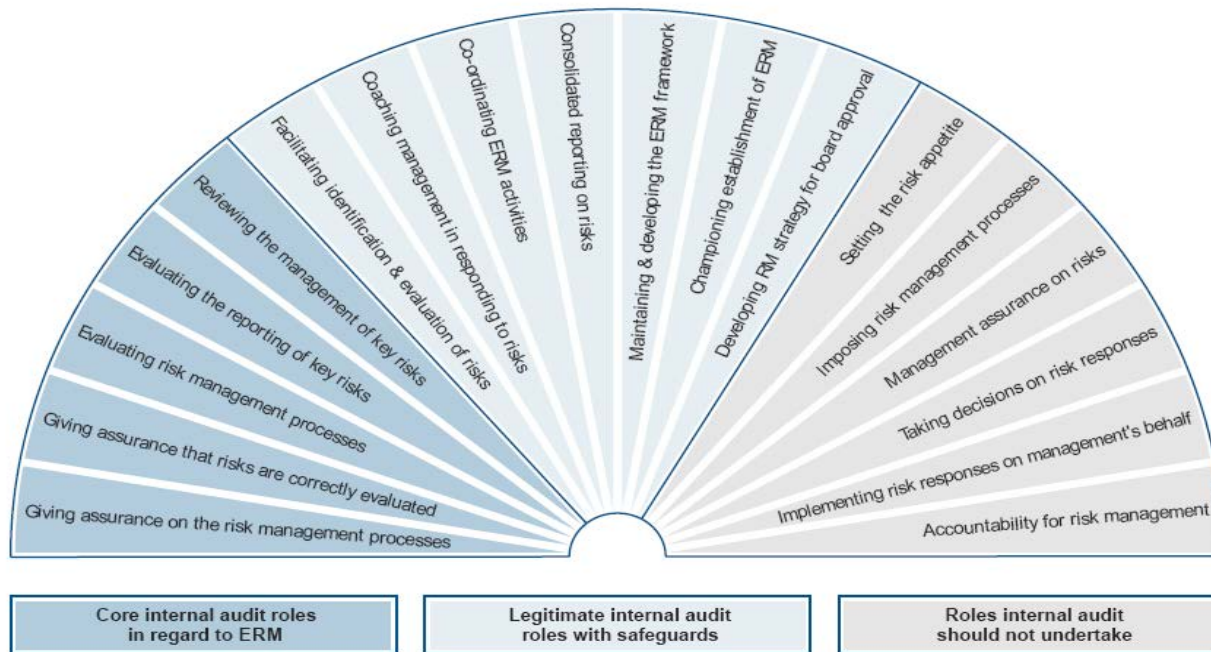 Giving assurance on the risk management processes
Giving assurance that risks are correctly evaluated
Evaluating risk management processes
Evaluating the reporting of key risks
Reviewing the management of key risks
Facilitating identification & evaluation of risks
Coaching management in responding to risks
Co-ordinating ERM activities
Consolidated reporting on risks
Maintaining & developing the ERM framework
Championing establishment of ERM
Developing RM strategy for board approval
Setting the risk appetite
Imposing risk management processes
Management assurance on risks
Taking decisions on risk responses
Implementing risk responses on management's behalf
Accountability for risk management
Core internal audit roles
in regard to ERM
Legitimate internal audit
roles with safeguards
Roles internal audit
should not undertake